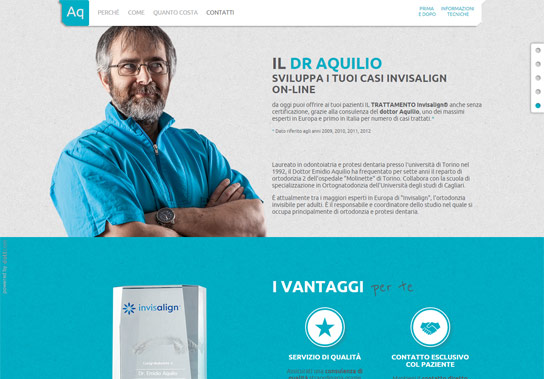 Aq
PERCHÉ COME QUANTO COSTA CONTATTI
PRIMA E DOPO
INFORMAZIONI TECNICHE
IL DR AQUILIO
SVILUPPA I TUOI CASI INVISALIGN
ON-LINE
da oggi puoi offrire ai tuoi pazienti IL TRATTAMENTO Invisalign® anche senza
certificazione, grazie alla consulenza del dottor Aquilio, uno dei massimi
esperti in Europa e primo in Italia per numero di casi trattati. *
* Dato riferito agli anni 2009, 2010, 2011, 2012
Laureato in odontoiatria e protesi dentaria presso l'università di Torino nel
1992, il Dottor Emidio Aquilio ha frequentato per sette anni il reparto di
ortodonzia 2 dell'ospedale "Molinette" di Torino. Collabora con la scuola di
specializzazione in Ortognatodonzia dell'Università degli studi di Cagliari.
È attualmente tra i maggiori esperti in Europa di "Invisalign", l'ortodonzia
invisibile per adulti. È il responsabile e coordinatore dello studio nel quale si
occupa principalmente di ortodonzia e protesi dentaria.
powered by
I VANTAGGI per te
invisalign
Dr. Emidio Aquilio
SERVIZIO DI QUALITÀ
CONTATTO ESCLUSIVO
COL PAZIENTE